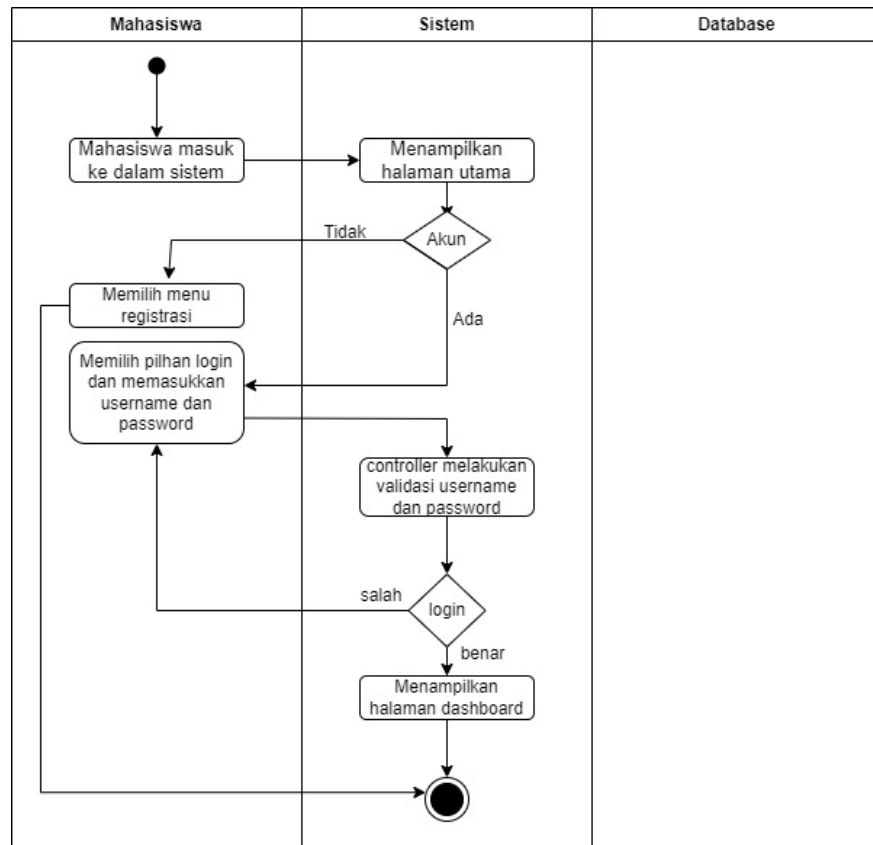 Mahasiswa
Sistem
Database
Mahasiswa masuk
ke dalam sistem
Menampilkan
halaman utama
Tidak
Akun
Memilih menu
registrasi
Ada
Memilih pilhan login
dan memasukkan
username dan
password
controller melakukan
validasi username
dan password
salah
login
benar
Menampilkan
halaman dashboard